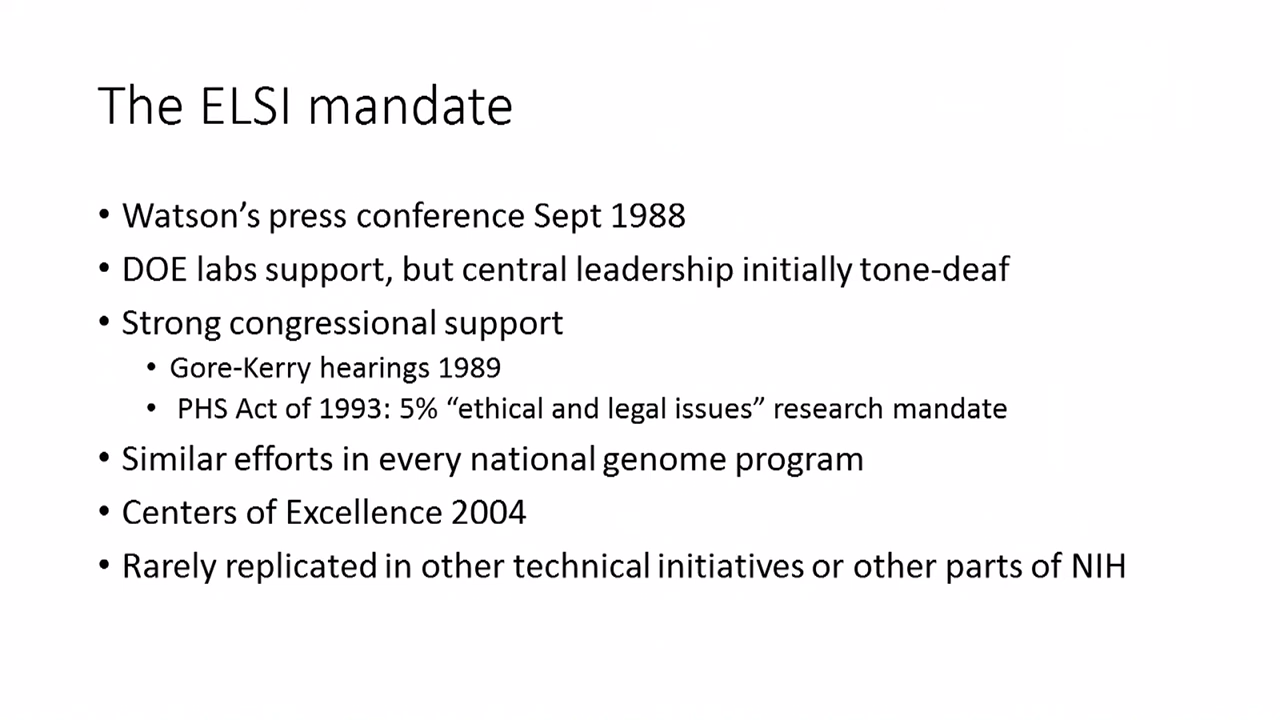 The ELSI mandate
• Watson’s press conference Sept 1988
• DOE labs support, but central leadership initially tone-deaf
• Strong congressional support
• Gore-Kerry hearings 1989
• PHS Act of 1993: 5% “ethical and legal issues” research mandate
• Similar efforts in every national genome program
• Centers of Excellence 2004
• Rarely replicated in other technical initiatives or other parts of NIH